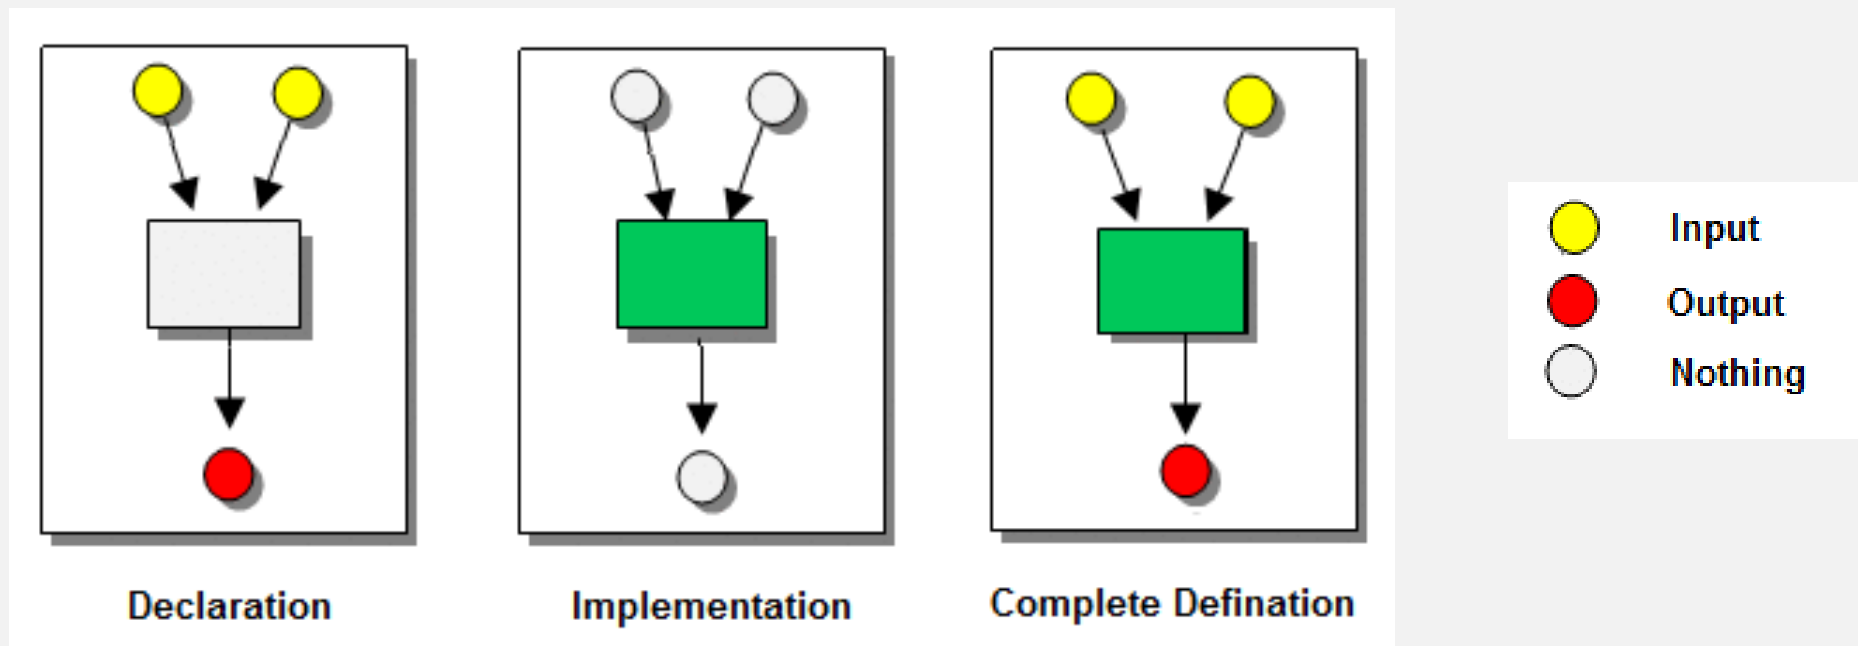 Declaration
Implementation
Complete Defination
Input
Output
Nothing